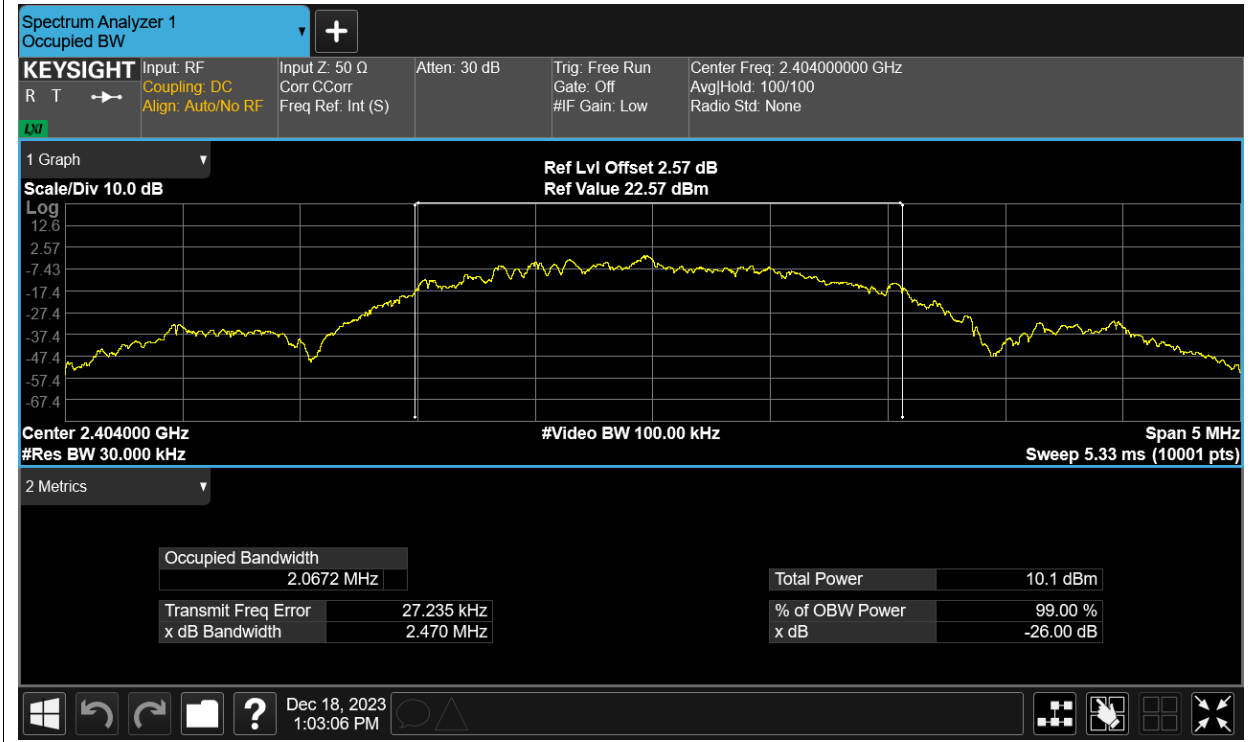 Spectrum Analyzer 1
Occupied BW
KEYSIGHT
R T
LXI
Input: RF
Coupling: DC
Align: Auto/No RF
Input Z: 50 Ω
Corr CCorr
Freq Ref: Int (S)
Atten: 30 dB
Trig: Free Run
Gate: Off
#IF Gain: Low
Center Freq: 2.404000000 GHz
Avg|Hold: 100/100
Radio Std: None
1 Graph
Scale/Div 10.0 dB
Ref Lvl Offset 2.57 dB
Ref Value 22.57 dBm
Log
12.6
2.57
-7.43
-17.4
-27.4
-37.4
-47.4
-57.4
-67.4
Center 2.404000 GHz
#Video BW 100.00 kHz
Span 5 MHz
#Res BW 30.000 kHz
Sweep 5.33 ms (10001 pts)
2 Metrics
Occupied Bandwidth
2.0672 MHz
Total Power 10.1 dBm
Transmit Freq Error 27.235 kHz
% of OBW Power 99.00 %
x dB Bandwidth 2.470 MHz
x dB -26.00 dB
?
Dec 18, 2023
1:03:06 PM